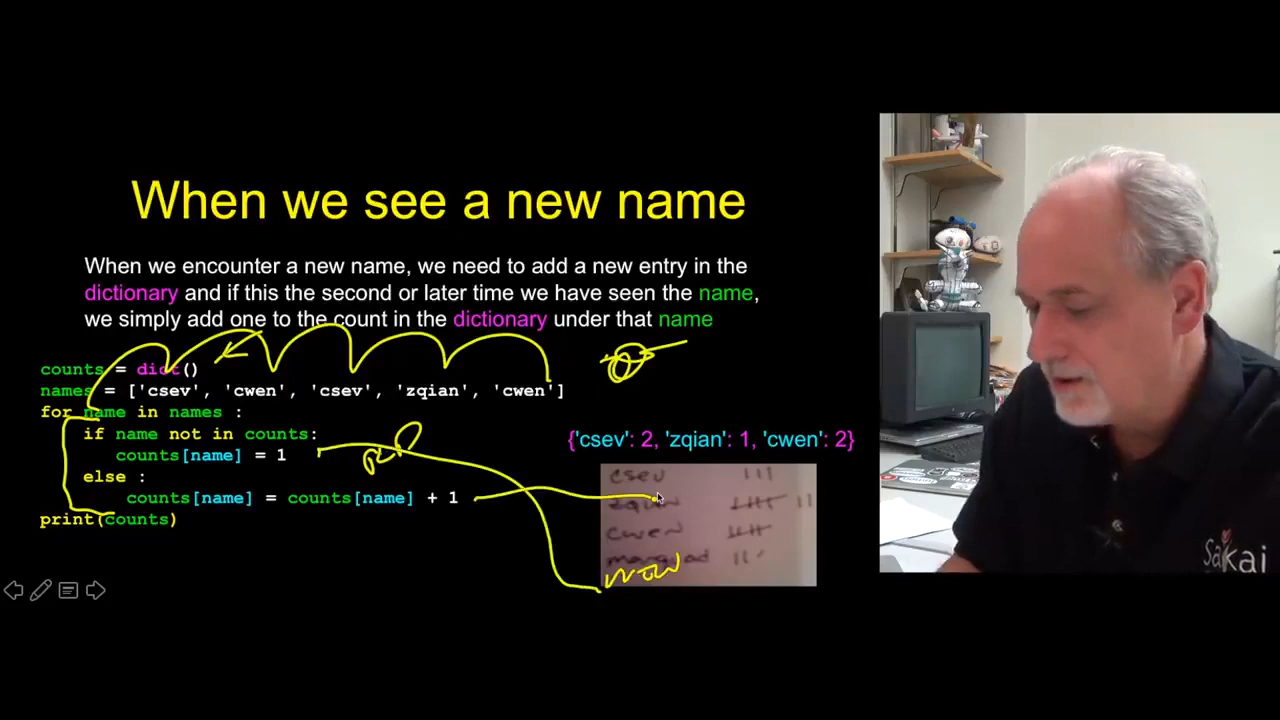 When we see a new name
When we encounter a new name, we need to add a new entry in the
dictionary and if this the second or later time we have seen the name,
we simply add one to the count in the dictionary under that name
counts = dict()
names = ['csev', 'cwen', 'csev', 'zqian', 'cwen']
for name in names :
if name not in counts:
counts[name] = 1
else :
counts[name] = counts[name] + 1
print(counts)
{'csev': 2, 'zqian': 1, 'cwen': 2}
csev
zqian
cwen
new
Sakai